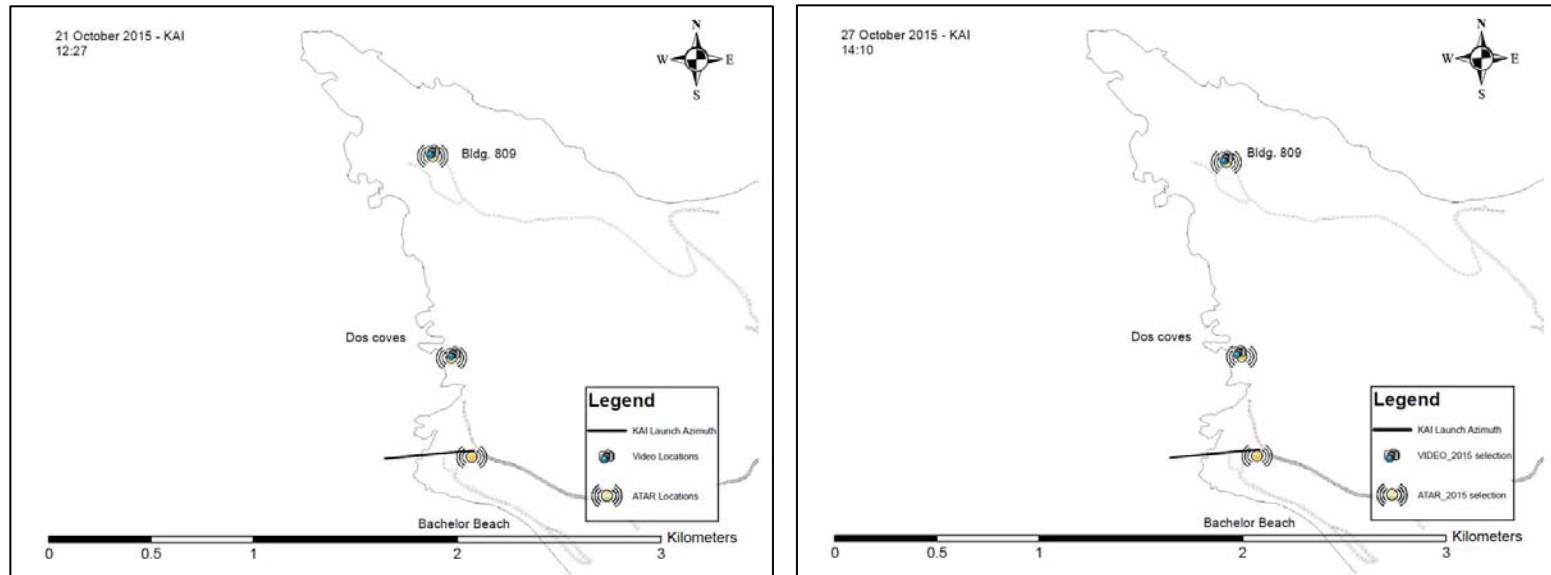 21 October 2015 - KAI
12:27
N
W E
S
Bldg. 809
Dos coves
Legend
KAI Launch Azimuth
Video Locations
ATAR Locations
Bachelor Beach
Kilometers
0 0.5 1 2 3
27 October 2015 - KAI
14:10
N
W E
S
Bldg. 809
Dos coves
Legend
KAI Launch Azimuth
VIDEO_2015 selection
ATAR_2015 selection
Bachelor Beach
Kilometers
0 0.5 1 2 3